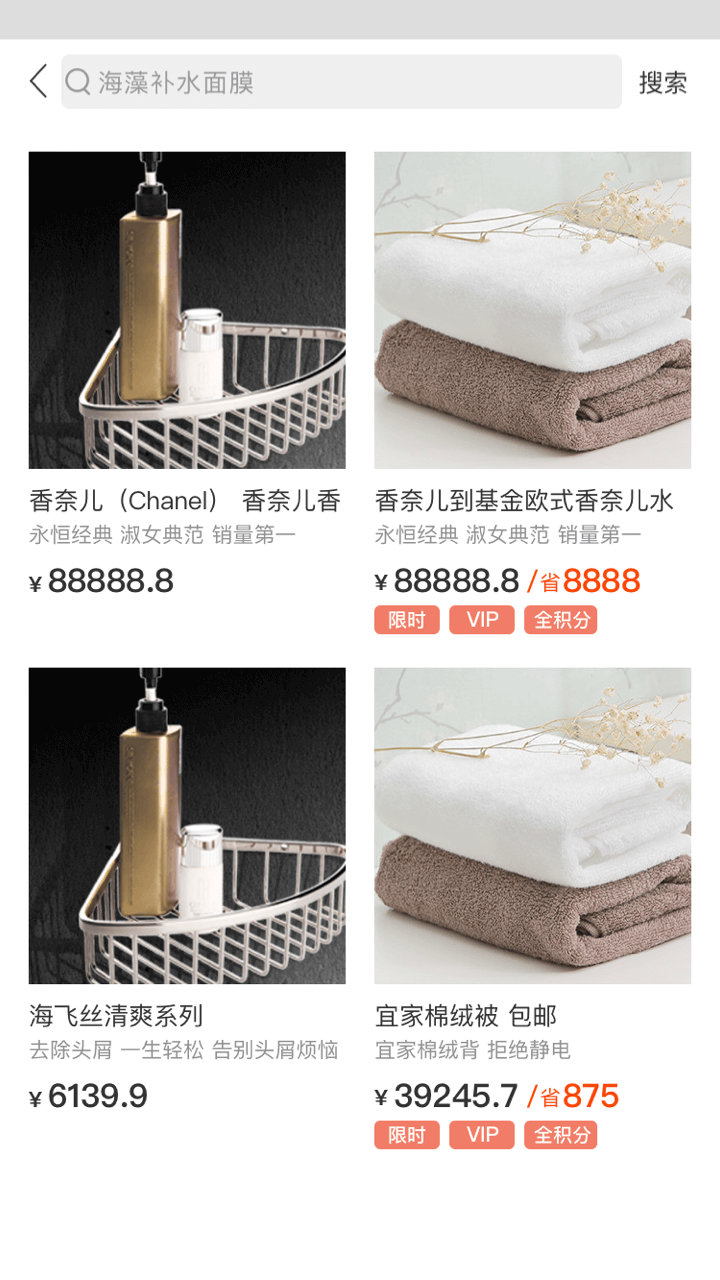 海藻补水面膜
搜索
香奈儿（Chanel） 香奈儿香
永恒经典 淑女典范 销量第一
¥ 88888.8
香奈儿到基金欧式香奈儿水
永恒经典 淑女典范 销量第一
¥ 88888.8 /省8888
限时 VIP 全积分
海飞丝清爽系列
去除头屑 一生轻松 告别头屑烦恼
¥ 6139.9
宜家棉绒被 包邮
宜家棉绒背 拒绝静电
¥ 39245.7 /省875
限时 VIP 全积分